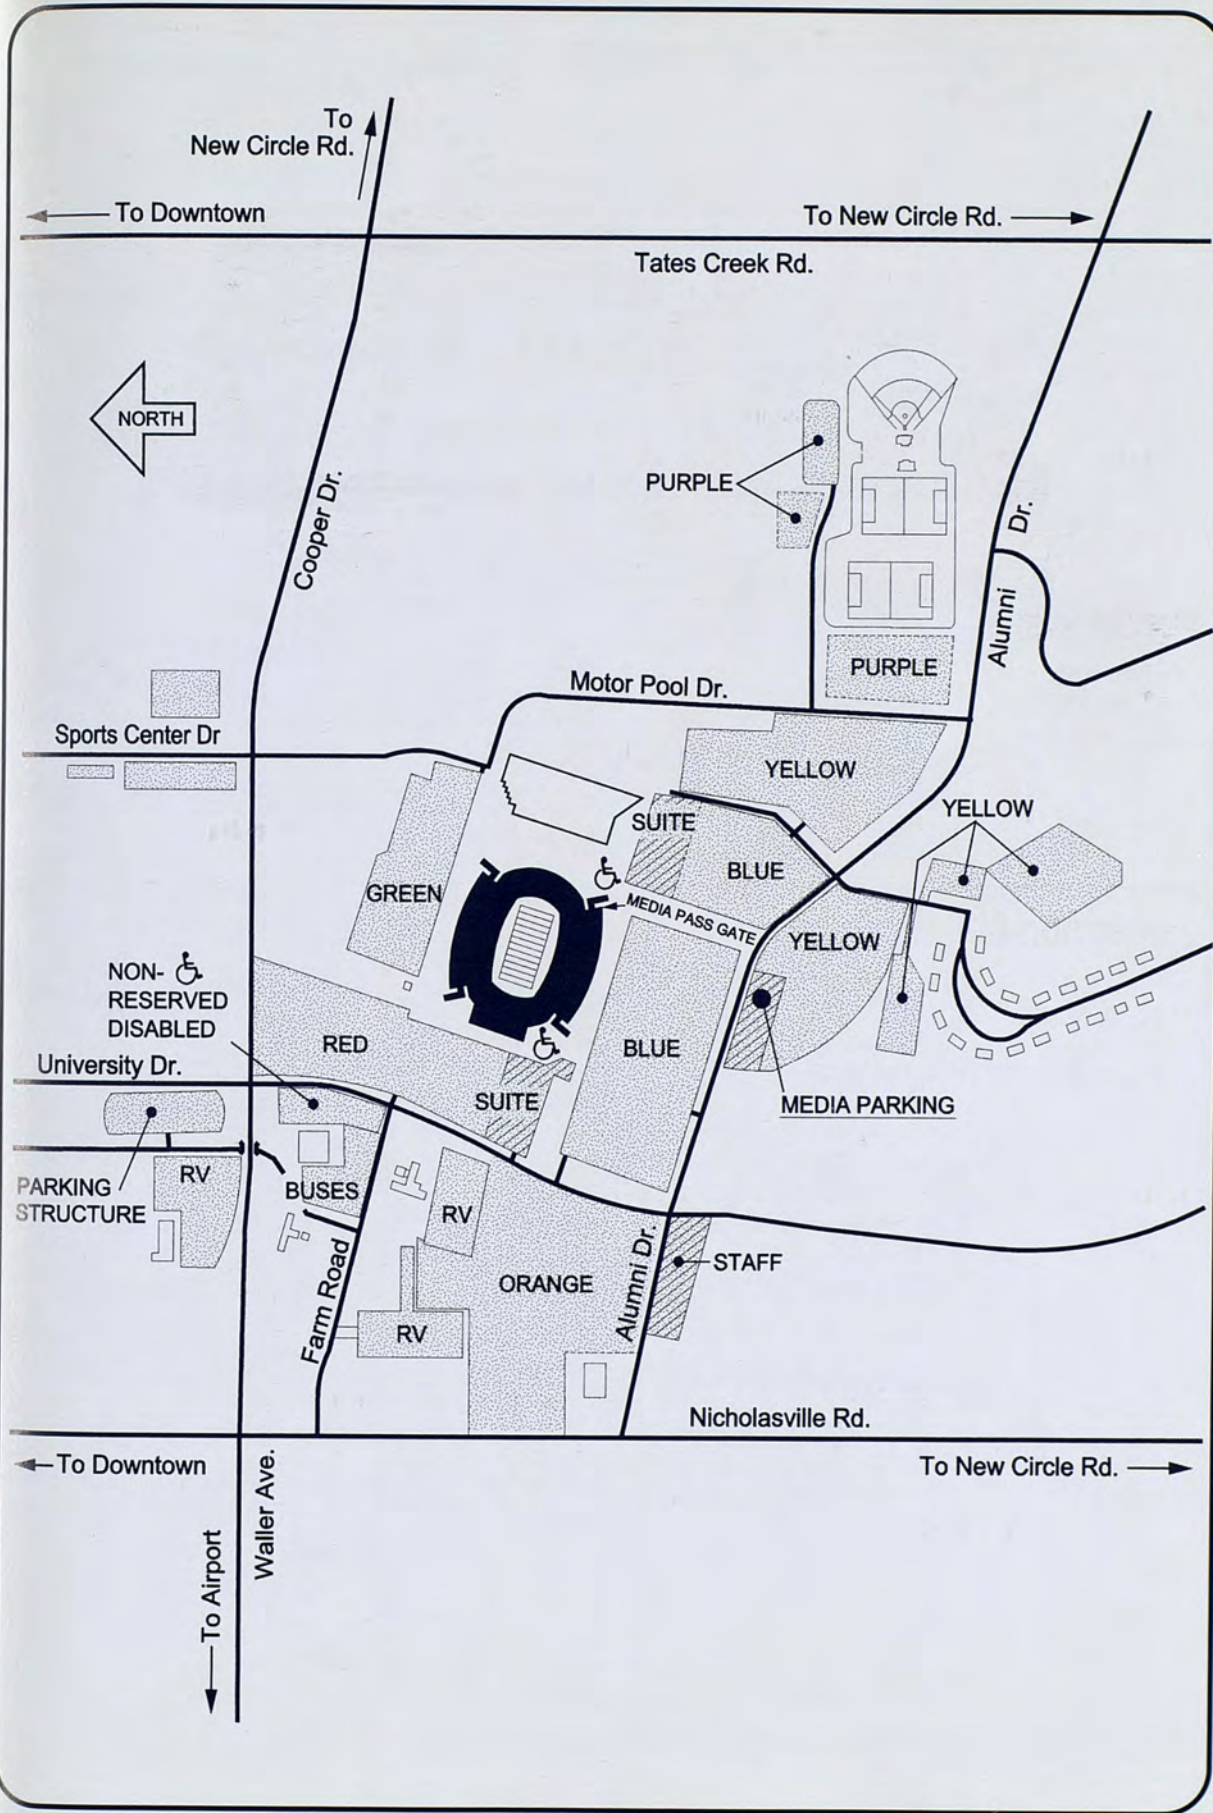 To
New Circle Rd.
To Downtown
To New Circle Rd.
Tates Creek Rd.
NORTH
Cooper Dr.
PURPLE
Dr.
Alumni
PURPLE
Motor Pool Dr.
Sports Center Dr
YELLOW
YELLOW
SUITE
BLUE
GREEN
MEDIA PASS GATE
YELLOW
NON-
RESERVED
DISABLED
RED
BLUE
University Dr.
SUITE
MEDIA PARKING
RV
PARKING
STRUCTURE
BUSES
RV
STAFF
ORANGE
Alumni Dr.
Farm Road
RV
Nicholasville Rd.
To Downtown
To New Circle Rd.
Waller Ave.
To Airport